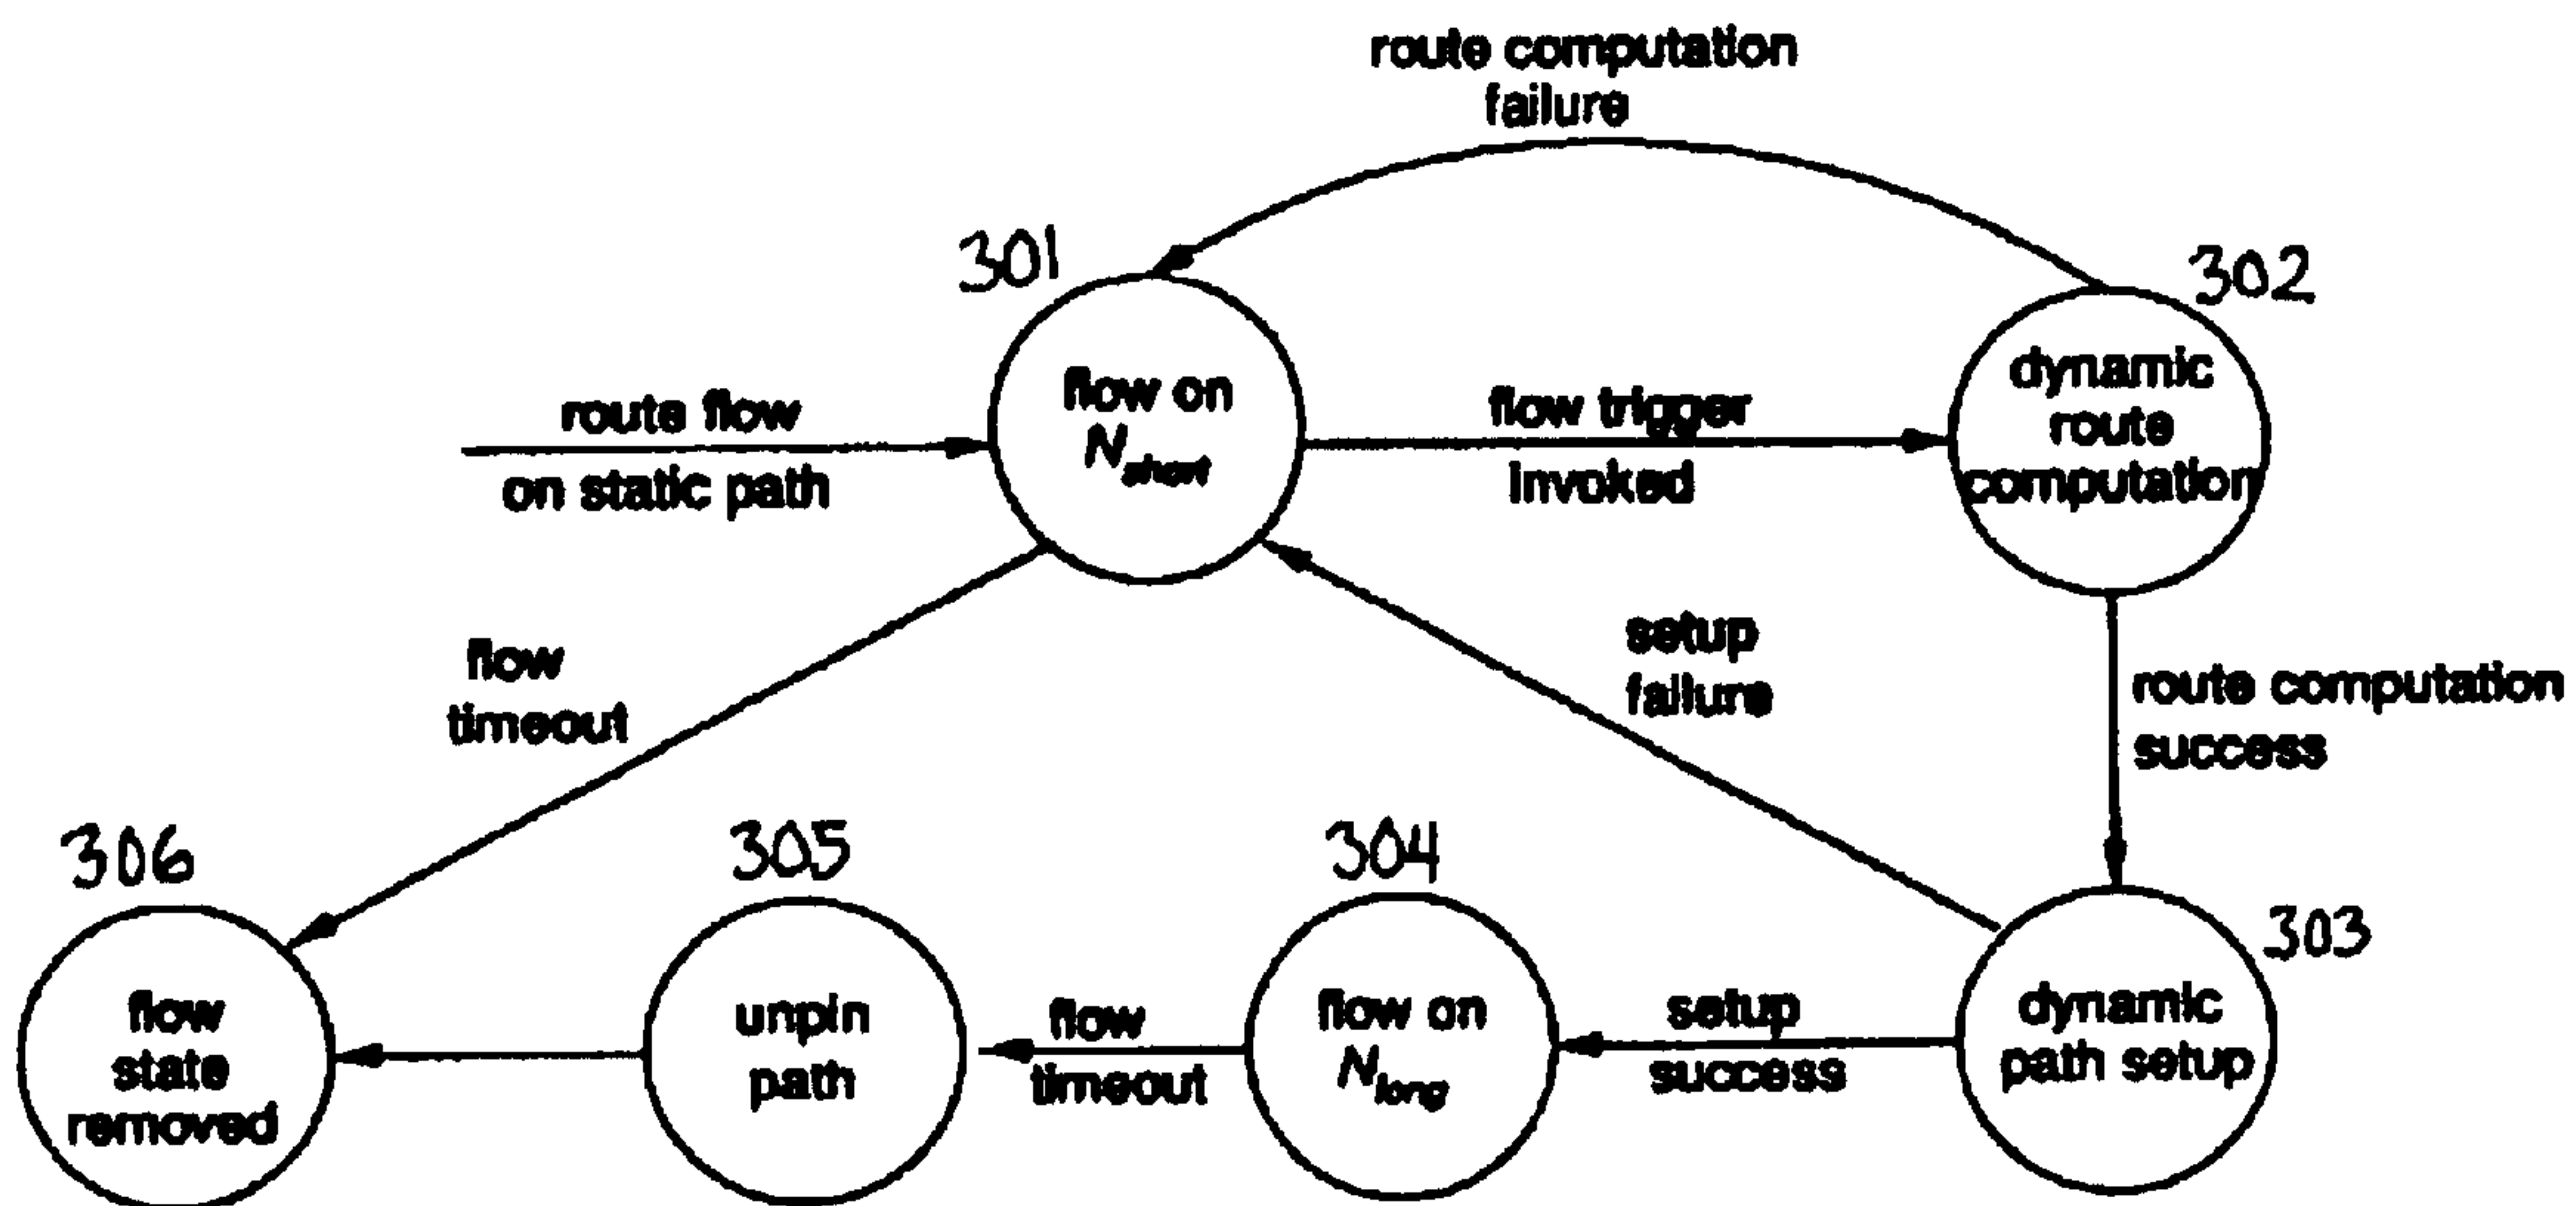 route computation
failure
301
302
flow on
N_short
dynamic
route
computation
route flow
on static path
flow trigger
invoked
flow
timeout
setup
failure
route computation
success
306
305
304
303
flow
state
removed
unpin
path
flow
timeout
flow on
N_long
setup
success
dynamic
path setup